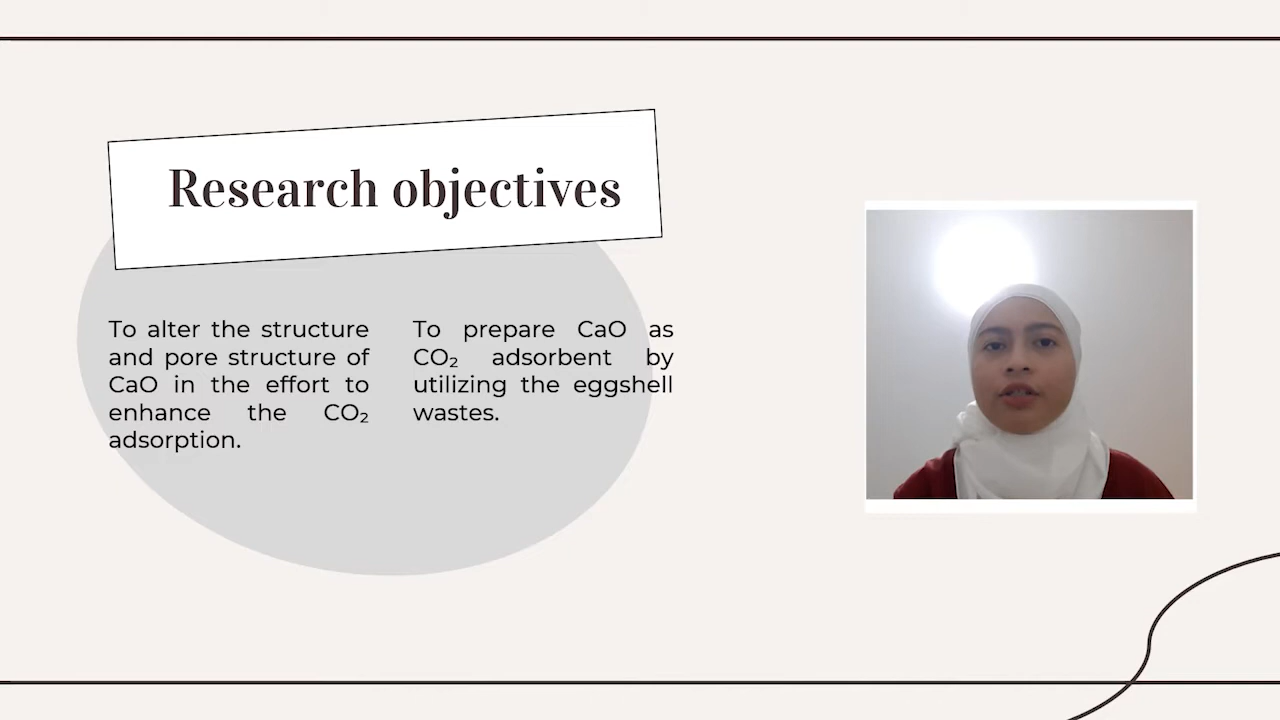 Research objectives
To alter the structure
and pore structure of
CaO in the effort to
enhance the CO₂
adsorption.
To prepare CaO as
CO₂ adsorbent by
utilizing the eggshell
wastes.